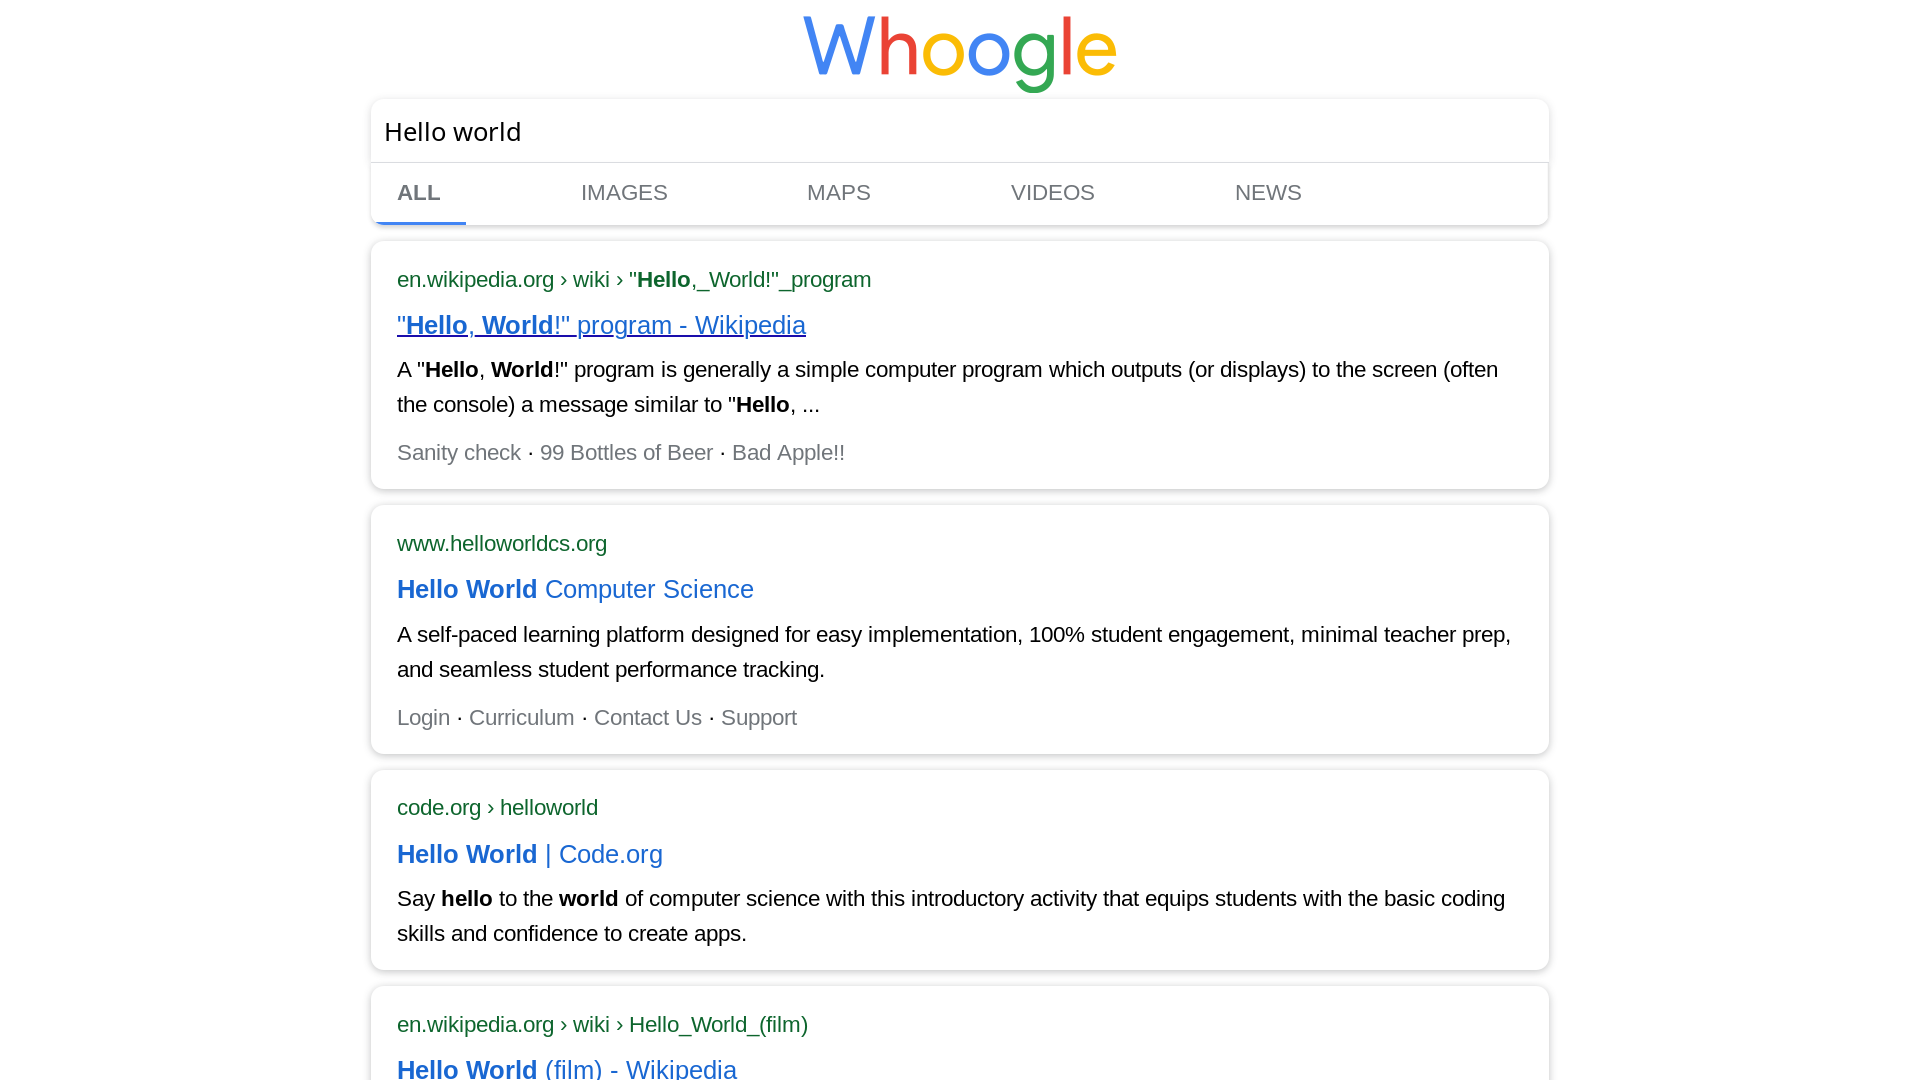 Whoogle
Hello world
ALL IMAGES MAPS VIDEOS NEWS
en.wikipedia.org › wiki › "Hello,_World!"_program
"Hello, World!" program - Wikipedia
A "Hello, World!" program is generally a simple computer program which outputs (or displays) to the screen (often
the console) a message similar to "Hello, ...
Sanity check · 99 Bottles of Beer · Bad Apple!!
www.helloworldcs.org
Hello World Computer Science
A self-paced learning platform designed for easy implementation, 100% student engagement, minimal teacher prep,
and seamless student performance tracking.
Login · Curriculum · Contact Us · Support
code.org › helloworld
Hello World | Code.org
Say hello to the world of computer science with this introductory activity that equips students with the basic coding
skills and confidence to create apps.
en.wikipedia.org › wiki › Hello_World_(film)
Hello World (film) - Wikipedia